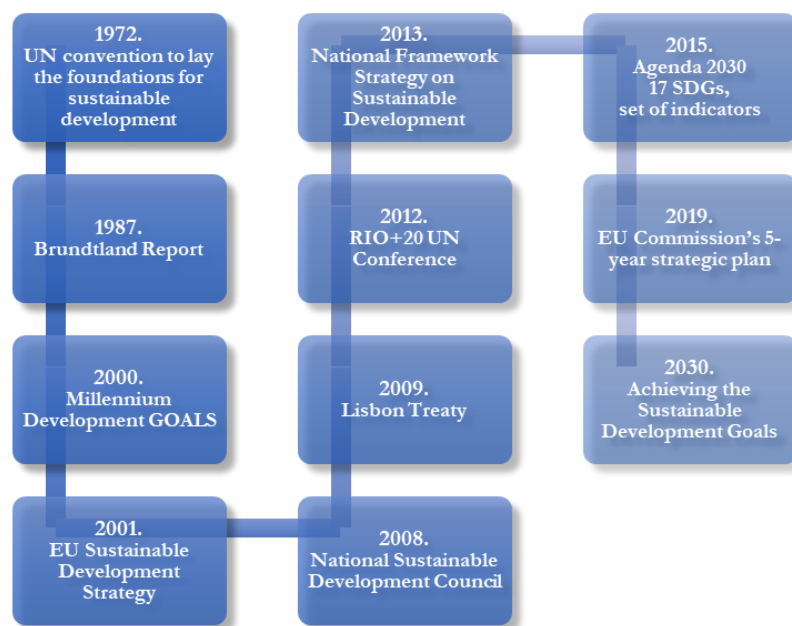 1972.
UN convention to lay
the foundations for
sustainable
development
1987.
Brundtland Report
2000.
Millennium
Development GOALS
2001.
EU Sustainable
Development
Strategy
2008.
National Sustainable
Development Council
2009.
Lisbon Treaty
2012.
RIO+20 UN
Conference
2013.
National Framework
Strategy on
Sustainable
Development
2015.
Agenda 2030
17 SDGs,
set of indicators
2019.
EU Commission's 5-
year strategic plan
2030.
Achieving the
Sustainable
Development Goals